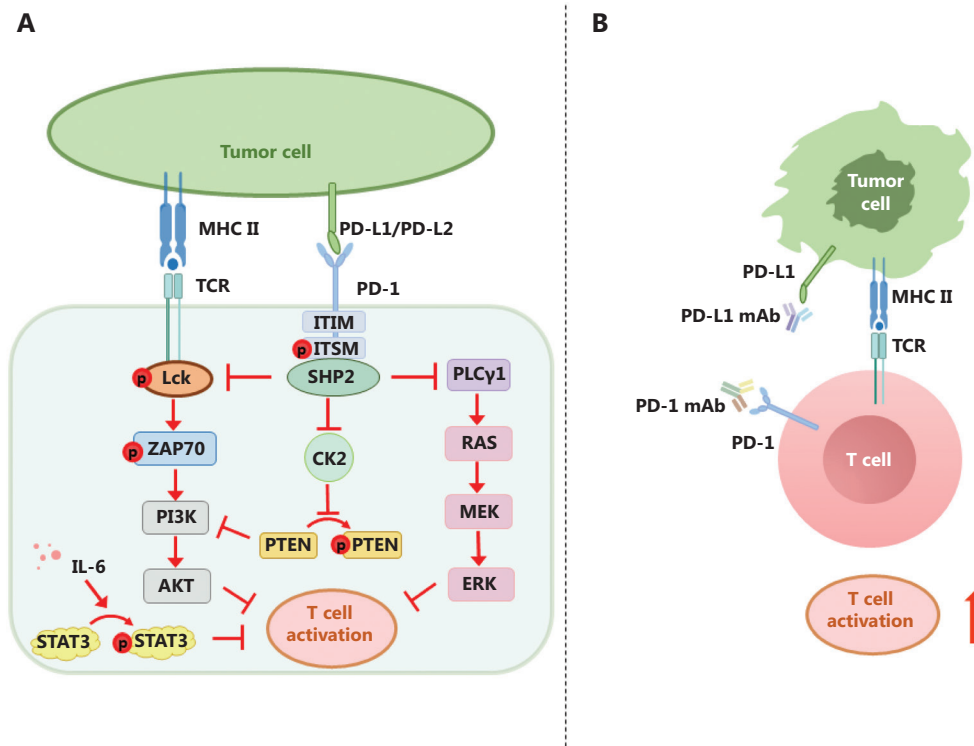 A
Tumor cell
MHC II
PD-L1/PD-L2
TCR
PD-1
ITIM
p
ITSM
p
Lck
SHP2
PLCγ1
p
ZAP70
CK2
RAS
PI3K
MEK
PTEN
p
PTEN
IL-6
AKT
ERK
STAT3
p
STAT3
T cell
activation
B
Tumor
cell
PD-L1
MHC II
PD-L1 mAb
TCR
PD-1 mAb
PD-1
T cell
T cell
activation